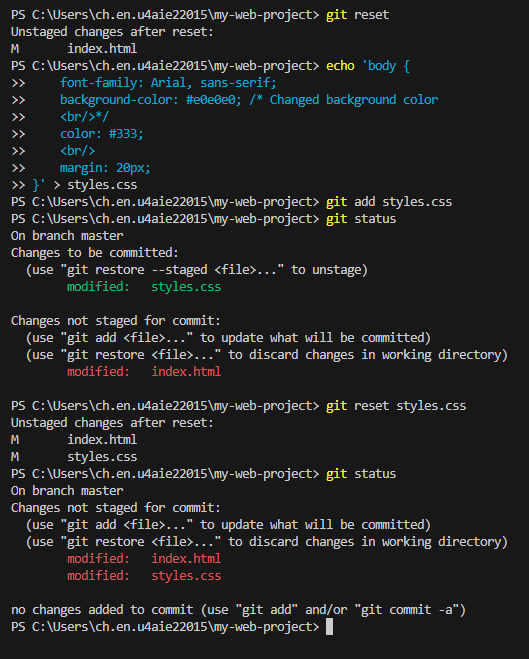 PS C:\Users\ch.en.u4aie22015\my-web-project> git reset
Unstaged changes after reset:
M       index.html
PS C:\Users\ch.en.u4aie22015\my-web-project> echo 'body {
>>     font-family: Arial, sans-serif;
>>     background-color: #e0e0e0; /* Changed background color
>>     <br/>*/
>>     color: #333;
>>     <br/>
>>     margin: 20px;
>> }' > styles.css
PS C:\Users\ch.en.u4aie22015\my-web-project> git add styles.css
PS C:\Users\ch.en.u4aie22015\my-web-project> git status
On branch master
Changes to be committed:
  (use "git restore --staged <file>..." to unstage)
        modified:   styles.css

Changes not staged for commit:
  (use "git add <file>..." to update what will be committed)
  (use "git restore <file>..." to discard changes in working directory)
        modified:   index.html

PS C:\Users\ch.en.u4aie22015\my-web-project> git reset styles.css
Unstaged changes after reset:
M       index.html
M       styles.css
PS C:\Users\ch.en.u4aie22015\my-web-project> git status
On branch master
Changes not staged for commit:
  (use "git add <file>..." to update what will be committed)
  (use "git restore <file>..." to discard changes in working directory)
        modified:   index.html
        modified:   styles.css

no changes added to commit (use "git add" and/or "git commit -a")
PS C:\Users\ch.en.u4aie22015\my-web-project>